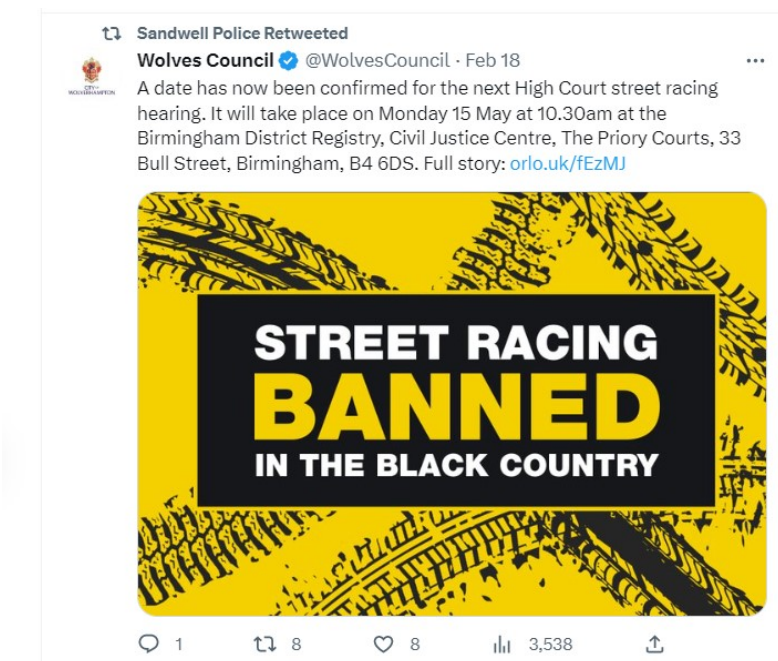 Sandwell Police Retweeted
Wolves Council @WolvesCouncil · Feb 18
A date has now been confirmed for the next High Court street racing
hearing. It will take place on Monday 15 May at 10.30am at the
Birmingham District Registry, Civil Justice Centre, The Priory Courts, 33
Bull Street, Birmingham, B4 6DS. Full story: orlo.uk/fEzMJ
CITY OF
WOLVERHAMPTON
STREET RACING
BANNED
IN THE BLACK COUNTRY
1 8 8 3,538